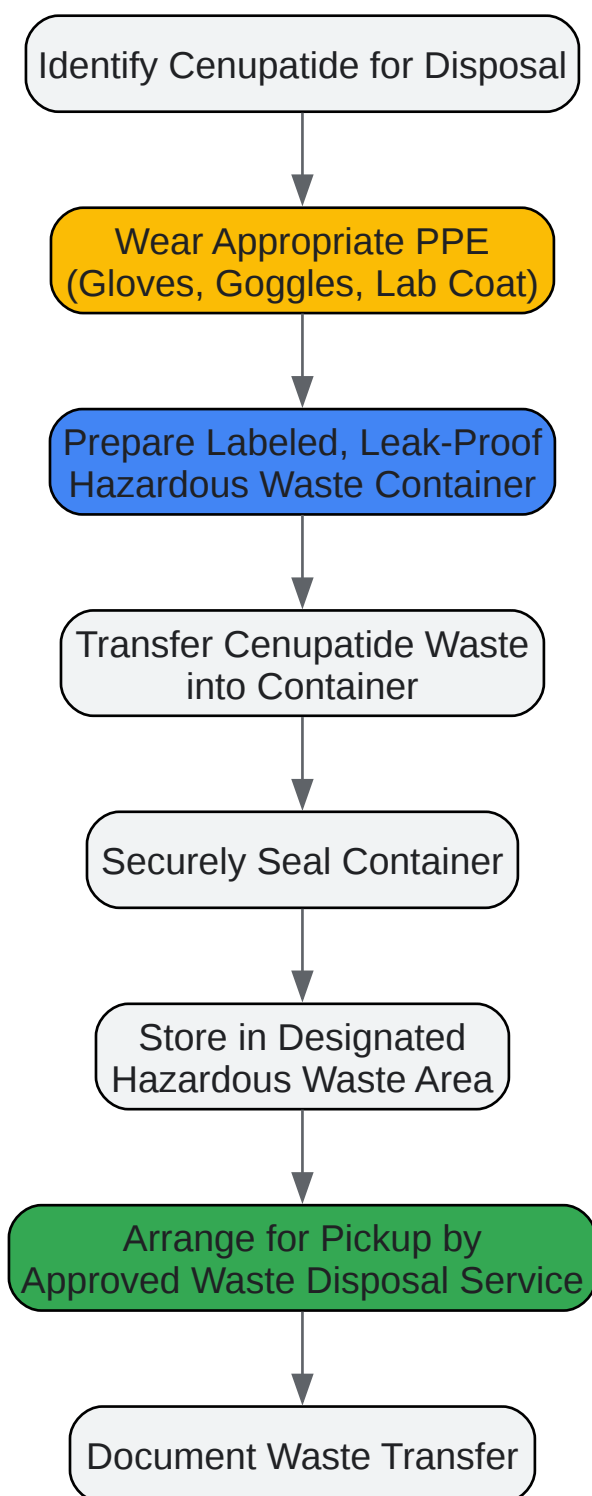 Identify Cenupatide for Disposal
Wear Appropriate PPE
(Gloves, Goggles, Lab Coat)
Prepare Labeled, Leak-Proof
Hazardous Waste Container
Transfer Cenupatide Waste
into Container
Securely Seal Container
Store in Designated
Hazardous Waste Area
Arrange for Pickup by
Approved Waste Disposal Service
Document Waste Transfer